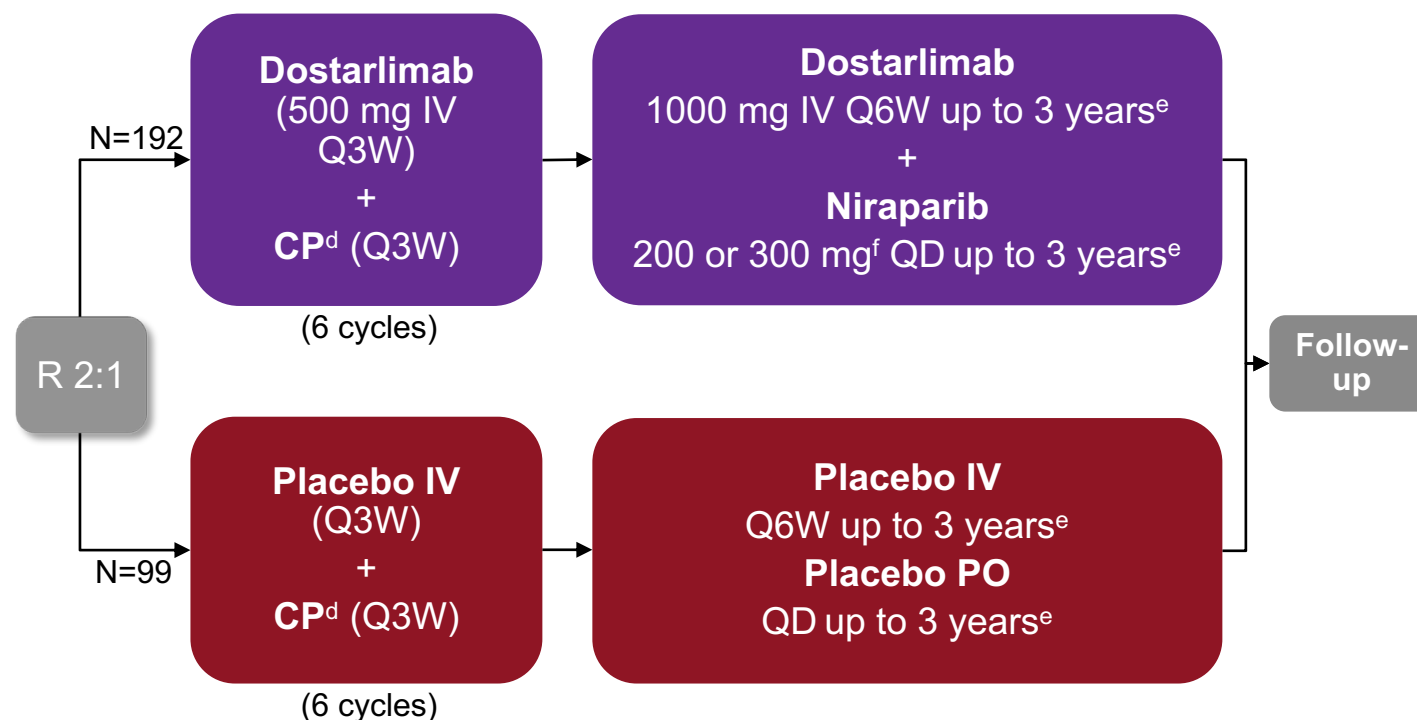 R 2:1
N=192
Dostarlimab
(500 mg IV
Q3W)
+
CPᵈ (Q3W)
(6 cycles)
Dostarlimab
1000 mg IV Q6W up to 3 yearsᵉ
+
Niraparib
200 or 300 mgᶠ QD up to 3 yearsᵉ
N=99
Placebo IV
(Q3W)
+
CPᵈ (Q3W)
(6 cycles)
Placebo IV
Q6W up to 3 yearsᵉ
Placebo PO
QD up to 3 yearsᵉ
Follow-
up